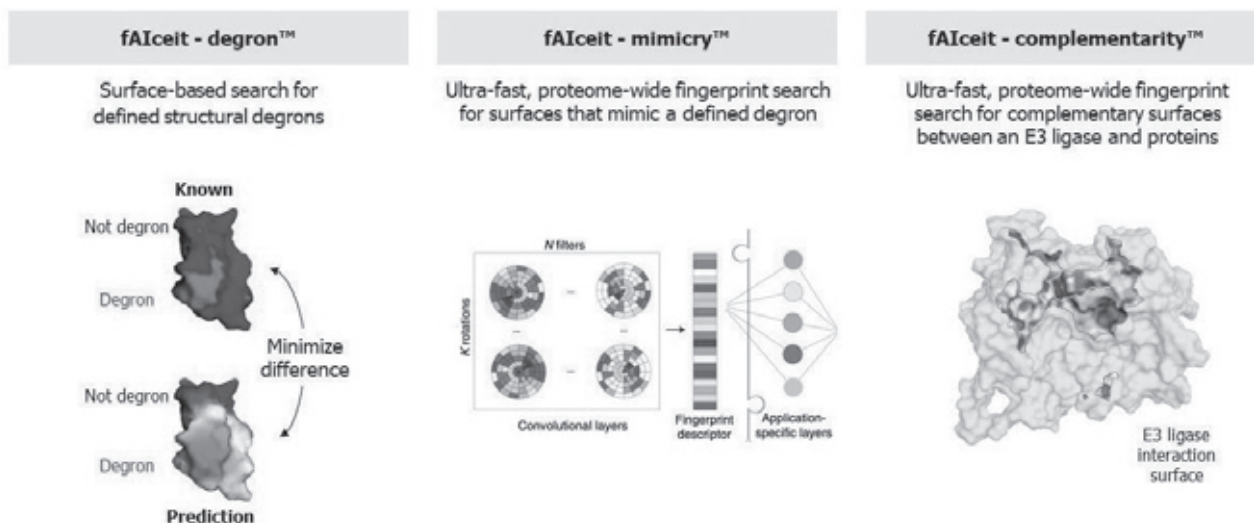 fAIceit - degron™
Surface-based search for
defined structural degrons
Known
Not degron
Degron
Minimize
difference
Not degron
Degron
Prediction
fAIceit - mimicry™
Ultra-fast, proteome-wide fingerprint search
for surfaces that mimic a defined degron
N filters
K rotations
...
...
...
...
Convolutional layers
Fingerprint
descriptor
Application-
specific layers
fAIceit - complementarity™
Ultra-fast, proteome-wide fingerprint
search for complementary surfaces
between an E3 ligase and proteins
E3 ligase
interaction
surface